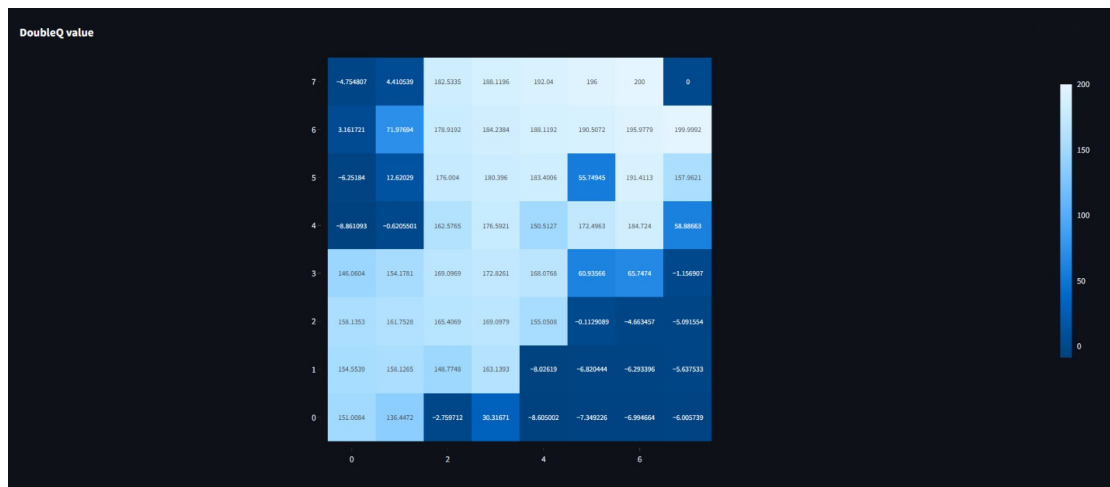 DoubleQ value
7 −4.754807 4.410539 182.5335 188.1196 192.04 196 200 0
200
6 3.161721 71.97694 178.9192 184.2384 188.1192 190.5072 195.9779 199.9992
150
5 −6.25184 12.62029 176.004 180.396 183.4006 55.74945 191.4113 157.9621
100
4 −8.861093 −0.6205501 162.5765 176.5921 150.5127 172.4963 184.724 58.88663
3 146.0604 154.1781 169.0969 172.8261 168.0768 60.93566 65.7474 −1.156907
50
2 158.1353 161.7528 165.4069 169.0979 155.0508 −0.1129089 −4.663457 −5.091554
0
1 154.5539 158.1265 148.7748 163.1393 −8.02619 −6.820444 −6.293396 −5.637533
0 151.0084 136.4472 −2.759712 30.31671 −8.605002 −7.349226 −6.994664 −6.005739
0 2 4 6